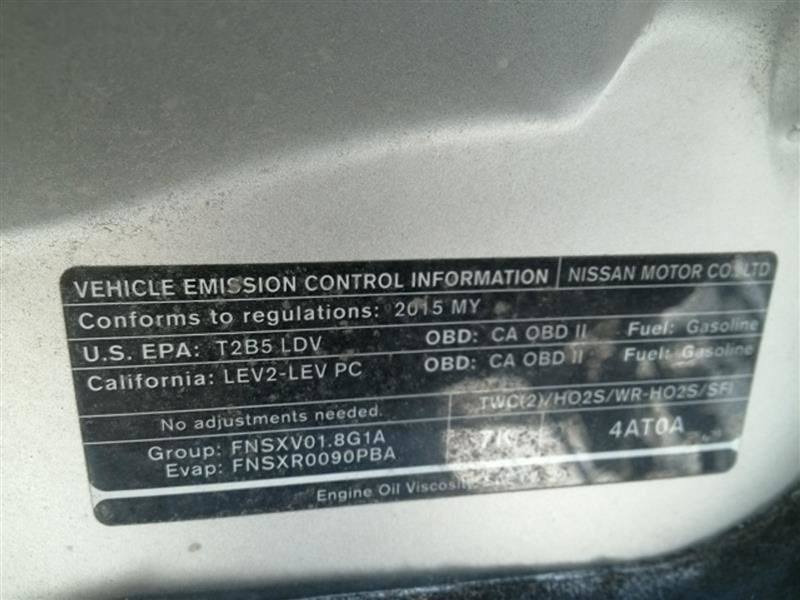 VEHICLE EMISSION CONTROL INFORMATION NISSAN MOTOR CO., LTD
Conforms to regulations: 2015 MY
U.S. EPA: T2B5 LDV OBD: CA OBD II Fuel: Gasoline
California: LEV2-LEV PC OBD: CA OBD II Fuel: Gasoline
No adjustments needed. TWC(2)/HO2S/WR-HO2S/SFI
Group: FNSXV01.8G1A 4AT0A
Evap: FNSXR0090PBA
Engine Oil Viscosity